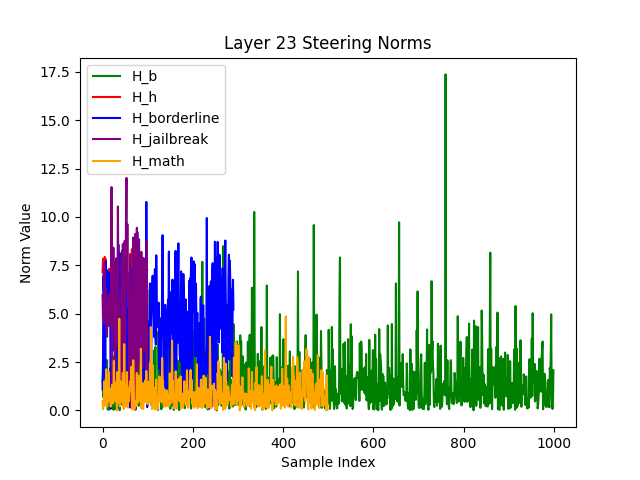 Layer 23 Steering Norms
H_b
H_h
H_borderline
H_jailbreak
H_math
Norm Value
17.5
15.0
12.5
10.0
7.5
5.0
2.5
0.0
0
200
400
600
800
1000
Sample Index